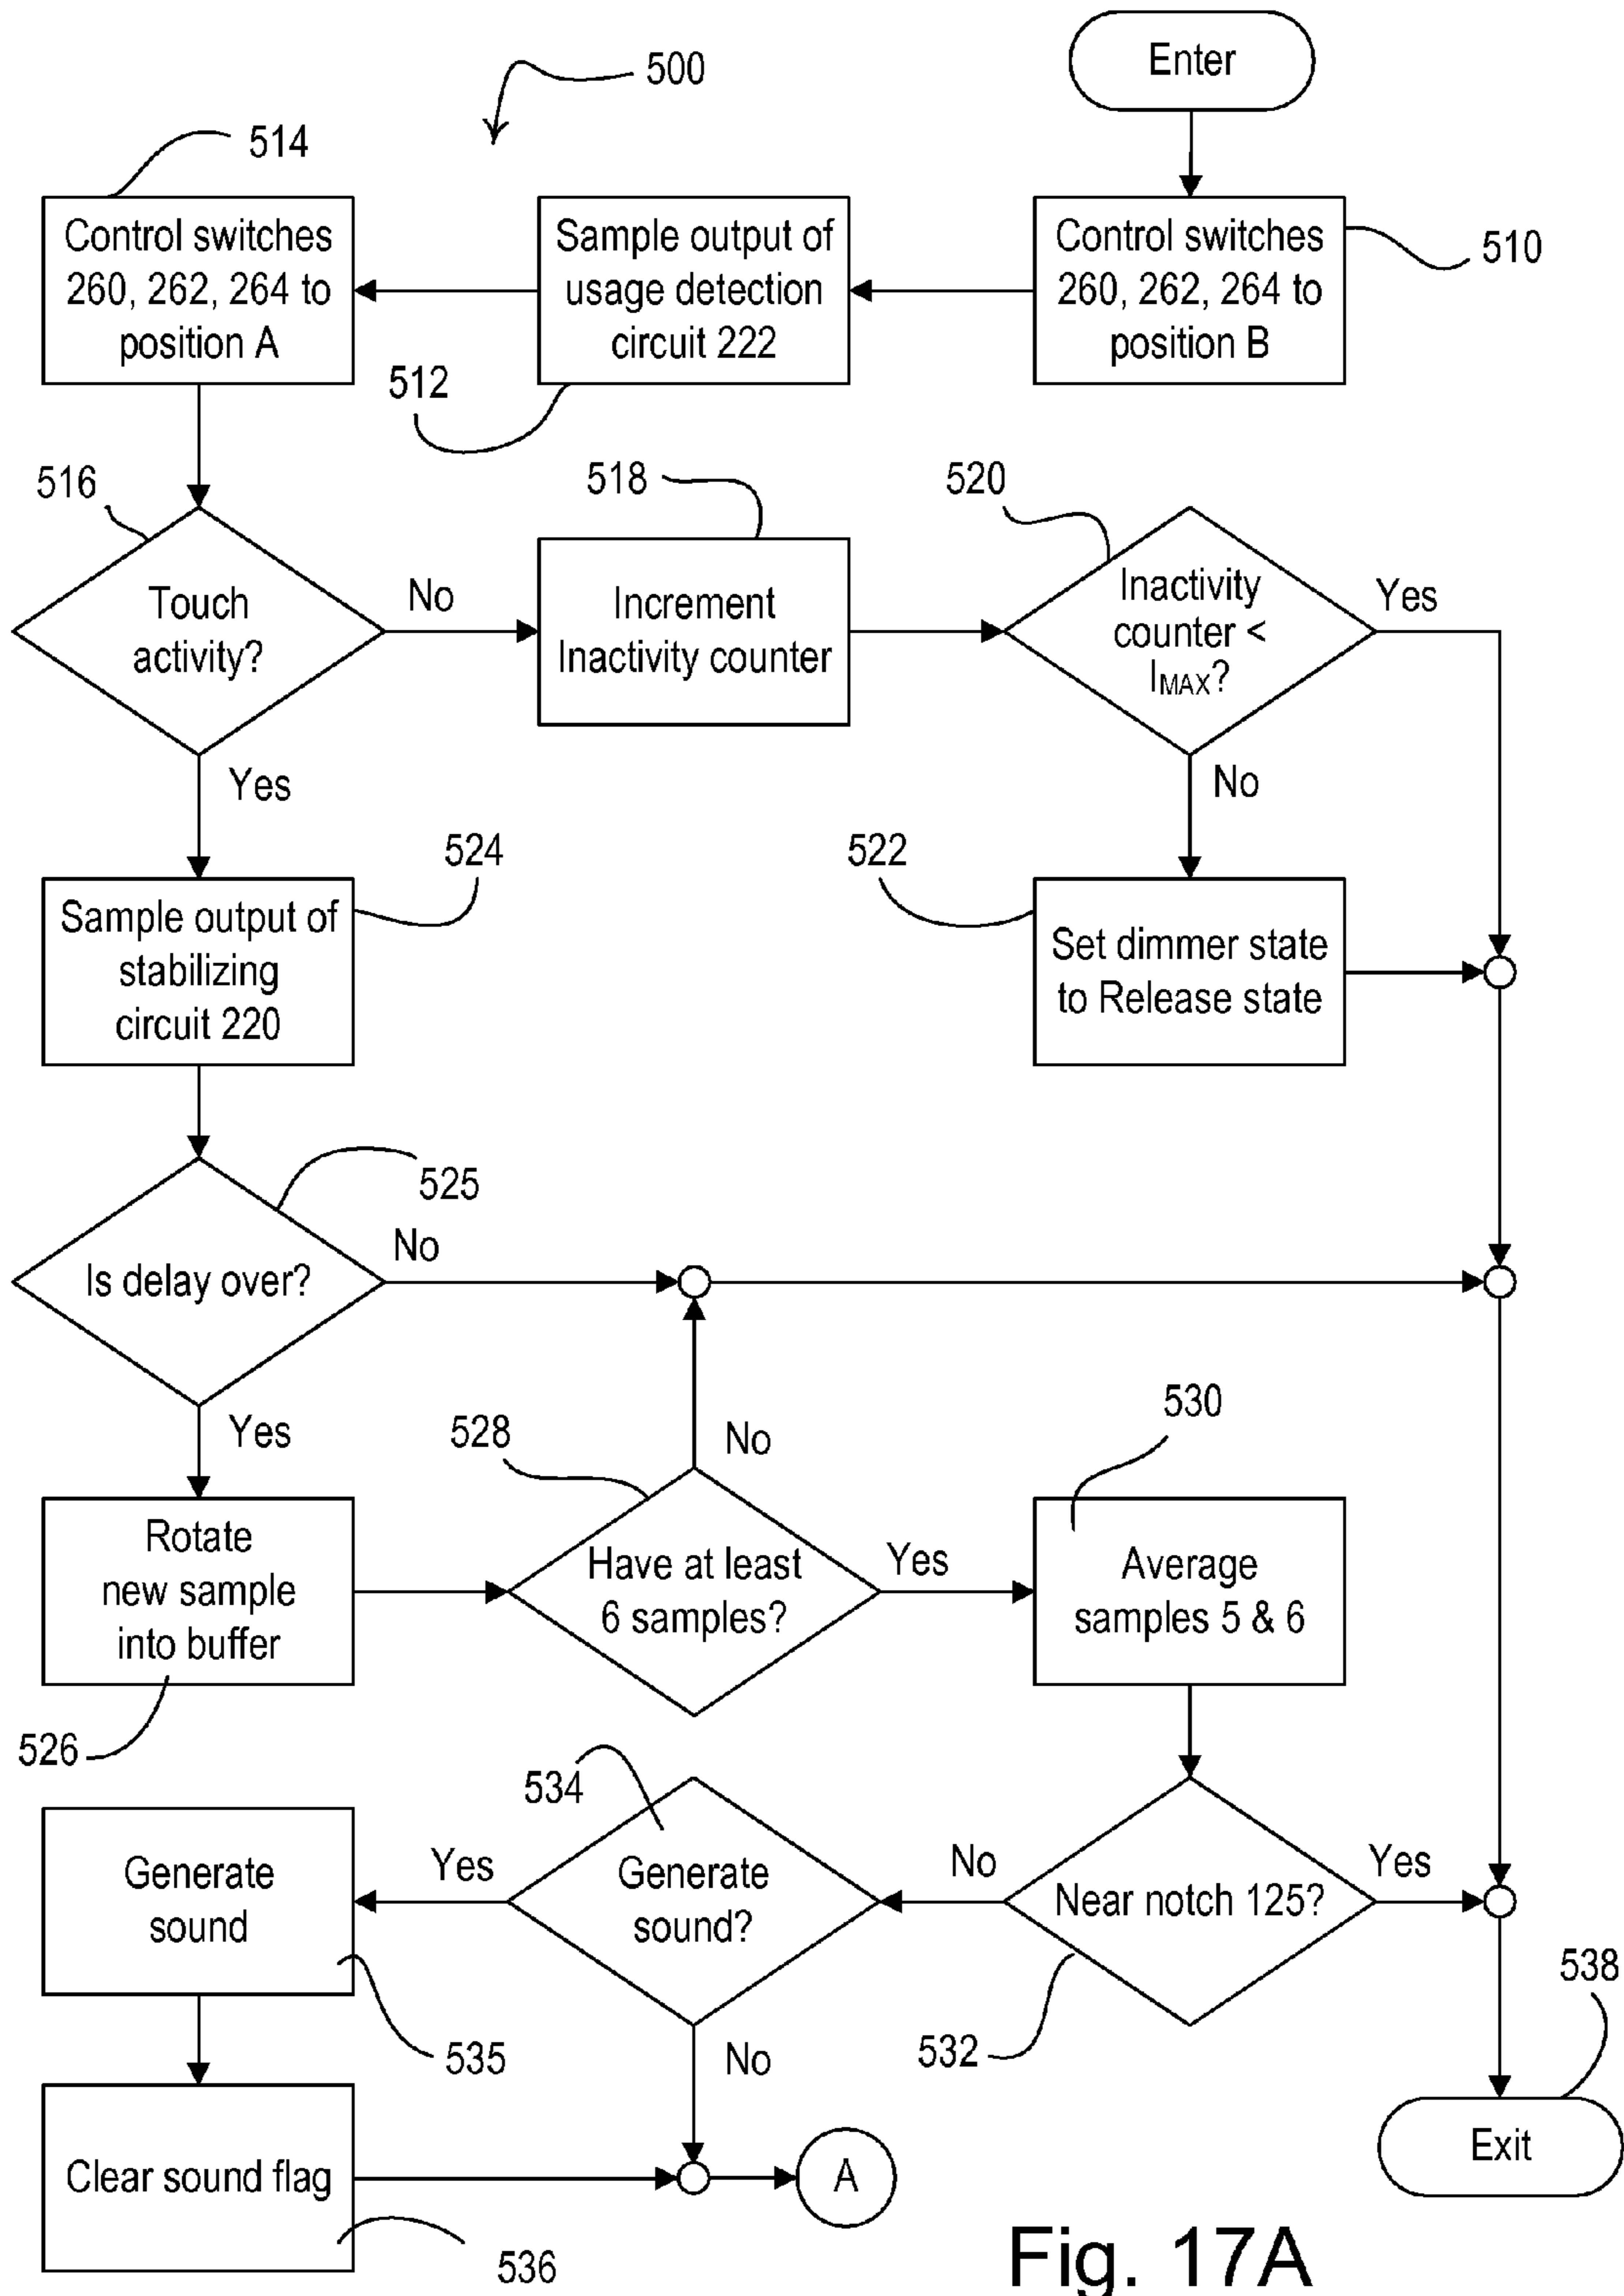 Enter
500
514
Control switches
260, 262, 264 to
position A
Sample output of
usage detection
circuit 222
512
Control switches
260, 262, 264 to
position B
510
516
Touch
activity?
No
Yes
518
Increment
Inactivity counter
520
Inactivity
counter <
IMAX?
Yes
No
524
Sample output of
stabilizing
circuit 220
522
Set dimmer state
to Release state
525
Is delay over?
No
Yes
528
No
530
Rotate
new sample
into buffer
526
Have at least
6 samples?
Yes
Average
samples 5 & 6
534
Generate
sound
535
Yes
Generate
sound?
No
No
Near notch 125?
Yes
532
538
Clear sound flag
536
A
Exit
Fig. 17A